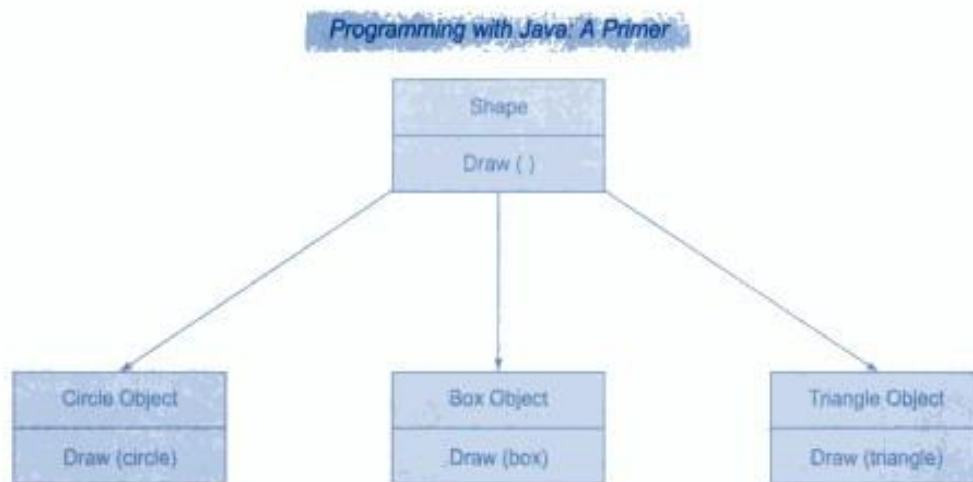 Programming with Java: A Primer
Shape
Draw ( )
Circle Object
Draw (circle)
Box Object
Draw (box)
Triangle Object
Draw (triangle)